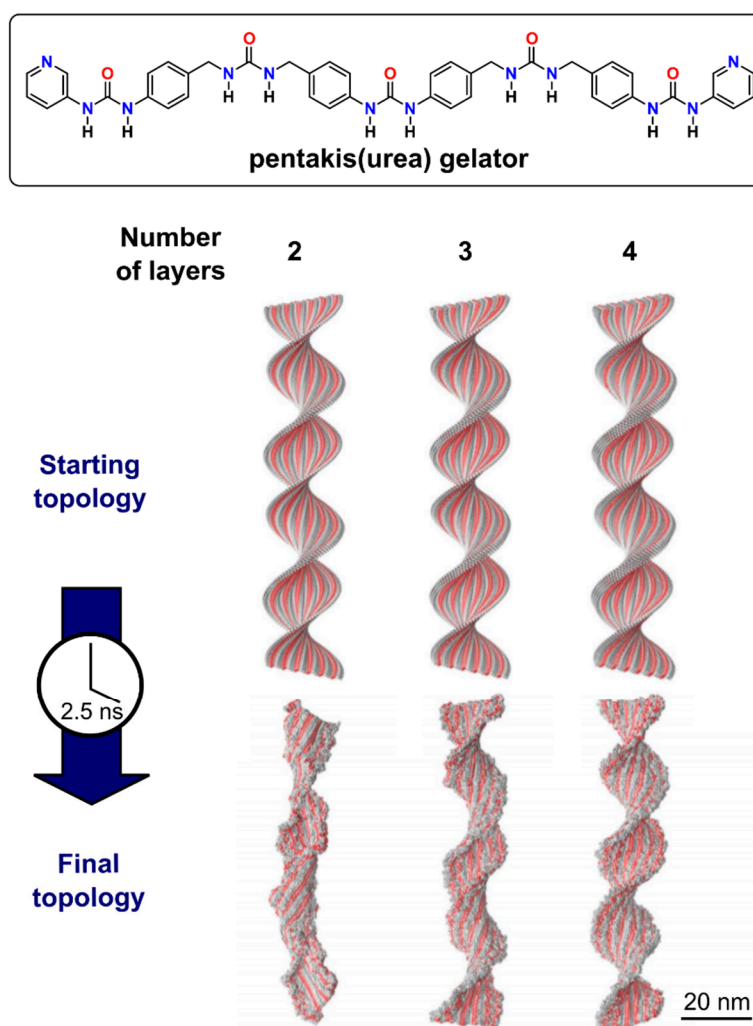 N
O
N
H
N
H
O
N
H
N
H
O
N
H
N
H
O
N
H
N
H
O
N
H
N
H
N
pentakis(urea) gelator
Number
of layers
2 3 4
Starting
topology
2.5 ns
Final
topology
20 nm